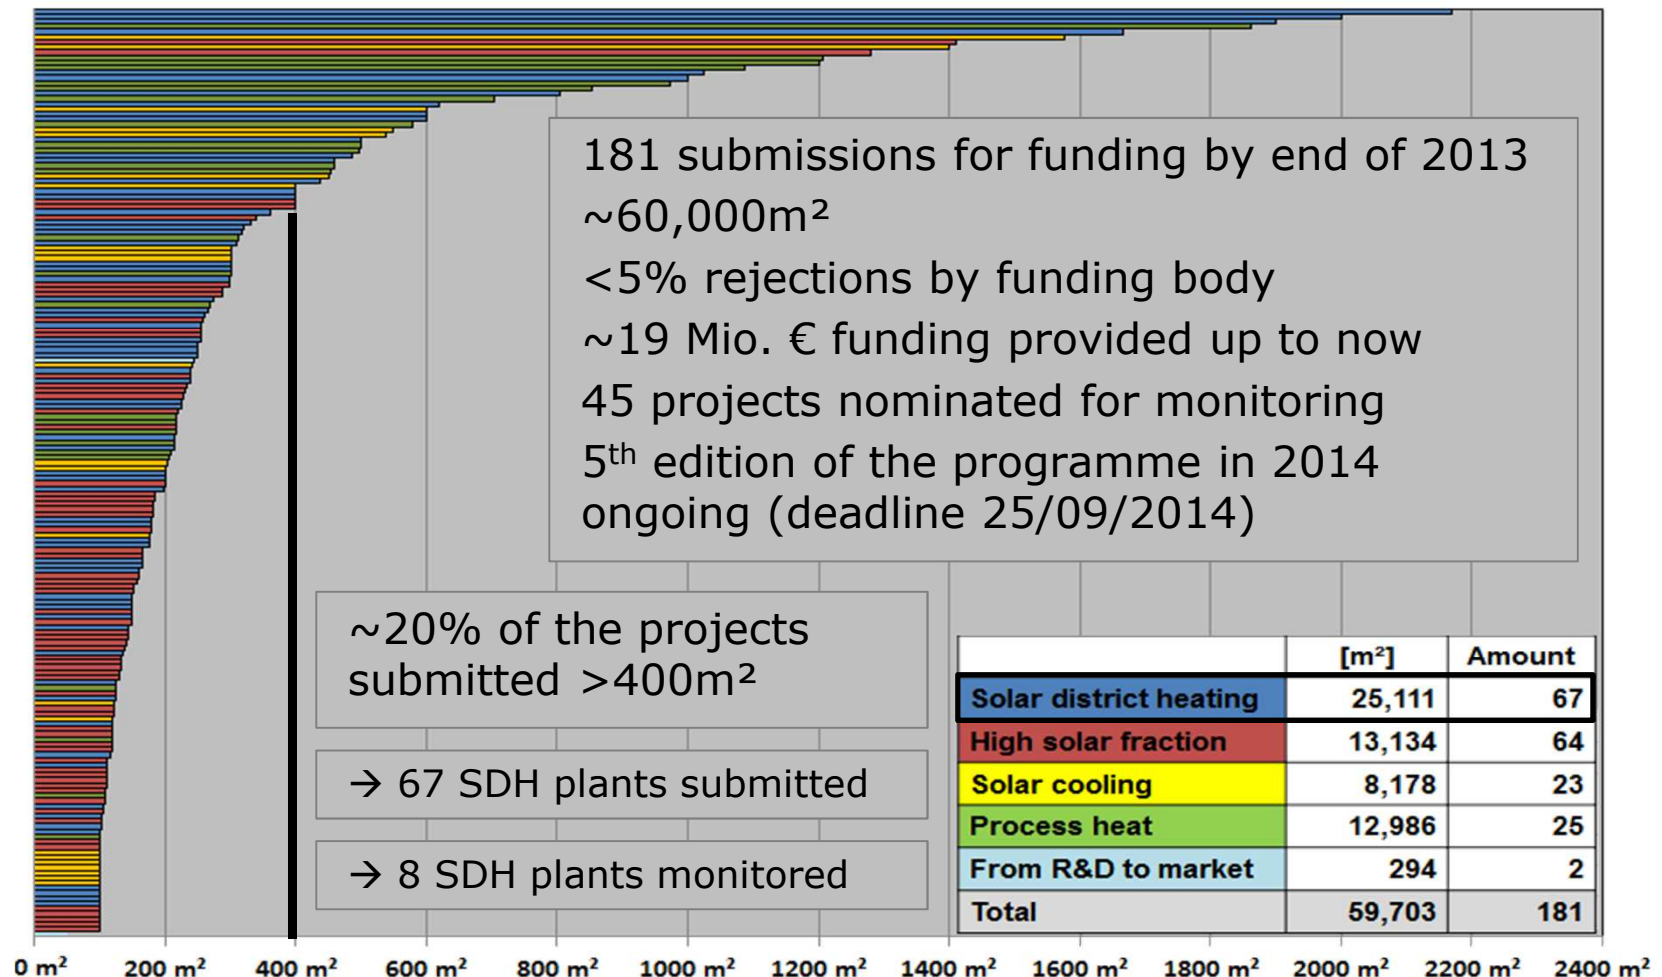 181 submissions for funding by end of 2013
~60,000m²
<5% rejections by funding body
~19 Mio. € funding provided up to now
45 projects nominated for monitoring
5th edition of the programme in 2014
ongoing (deadline 25/09/2014)
~20% of the projects
submitted >400m²
→ 67 SDH plants submitted
→ 8 SDH plants monitored
[m²] Amount
Solar district heating 25,111 67
High solar fraction 13,134 64
Solar cooling 8,178 23
Process heat 12,986 25
From R&D to market 294 2
Total 59,703 181
0 m² 200 m² 400 m² 600 m² 800 m² 1000 m² 1200 m² 1400 m² 1600 m² 1800 m² 2000 m² 2200 m² 2400 m²